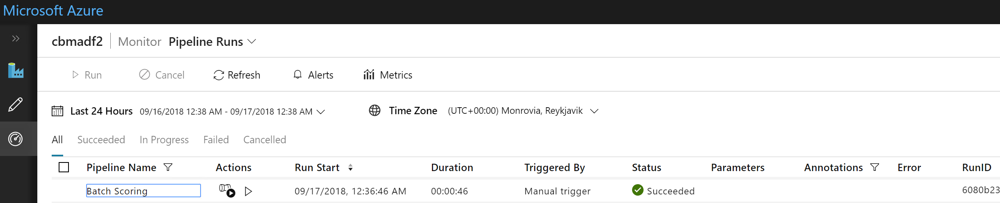 Microsoft Azure
cbmadf2 Monitor Pipeline Runs
Run Cancel Refresh Alerts Metrics
Last 24 Hours 09/16/2018 12:38 AM - 09/17/2018 12:38 AM Time Zone (UTC+00:00) Monrovia, Reykjavik
All Succeeded In Progress Failed Cancelled
Pipeline Name Actions Run Start Duration Triggered By Status Parameters Annotations Error RunID
Batch Scoring 09/17/2018, 12:36:46 AM 00:00:46 Manual trigger Succeeded 6080b23